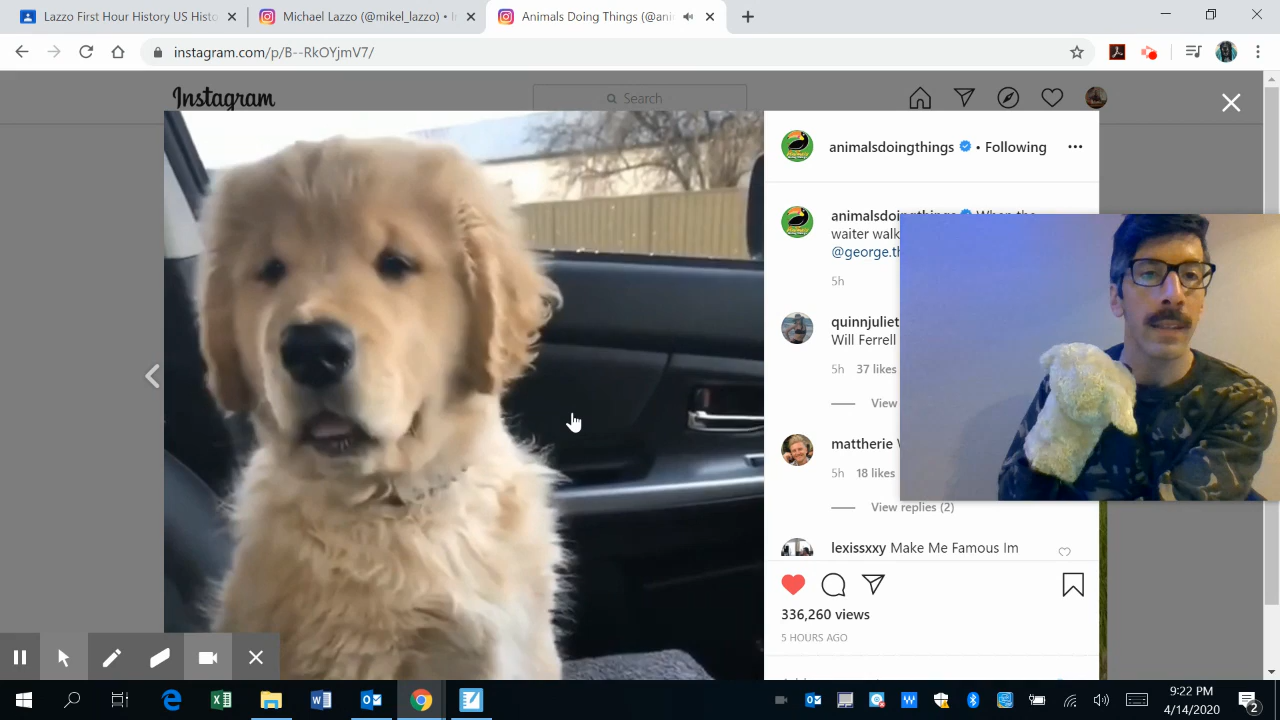 Lazzo First Hour History US Histo
Michael Lazzo (@mikel_lazzo) • In
Animals Doing Things (@ani
instagram.com/p/B--RkOYjmV7/
Instagram
Search
animalsdoingthings • Following
animalsdoingthings When the
waiter walk
@george.th
5h
quinnjuliet
Will Ferrell
5h 37 likes
View
mattherie
5h 18 likes
View replies (2)
lexissxxy Make Me Famous Im
336,260 views
5 HOURS AGO
9:22 PM
4/14/2020
2